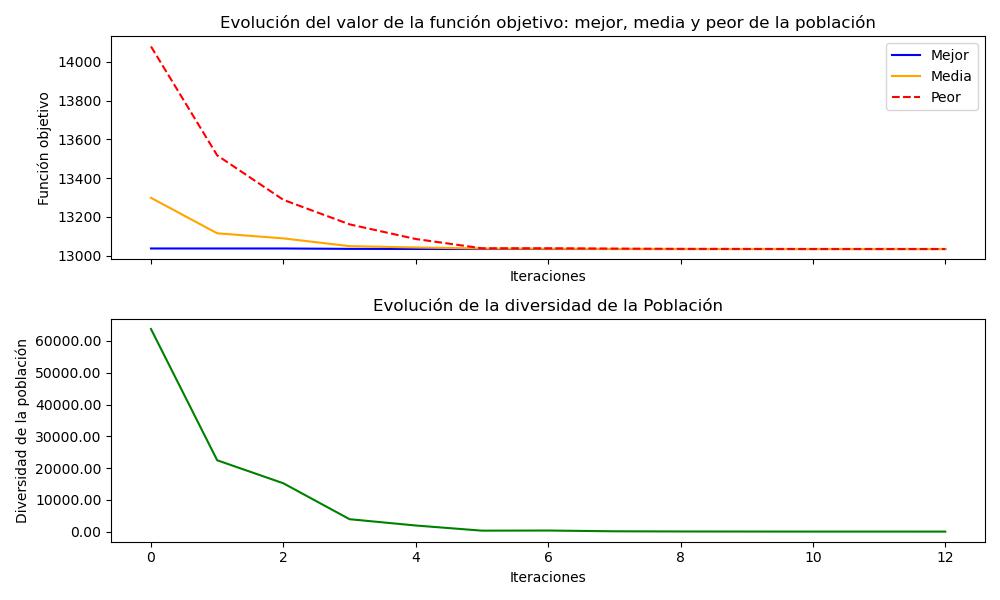 Evolución del valor de la función objetivo: mejor, media y peor de la población
Función objetivo
14000
13800
13600
13400
13200
13000
Mejor
Media
Peor
Iteraciones
Evolución de la diversidad de la Población
Diversidad de la población
60000.00
50000.00
40000.00
30000.00
20000.00
10000.00
0.00
0 2 4 6 8 10 12
Iteraciones